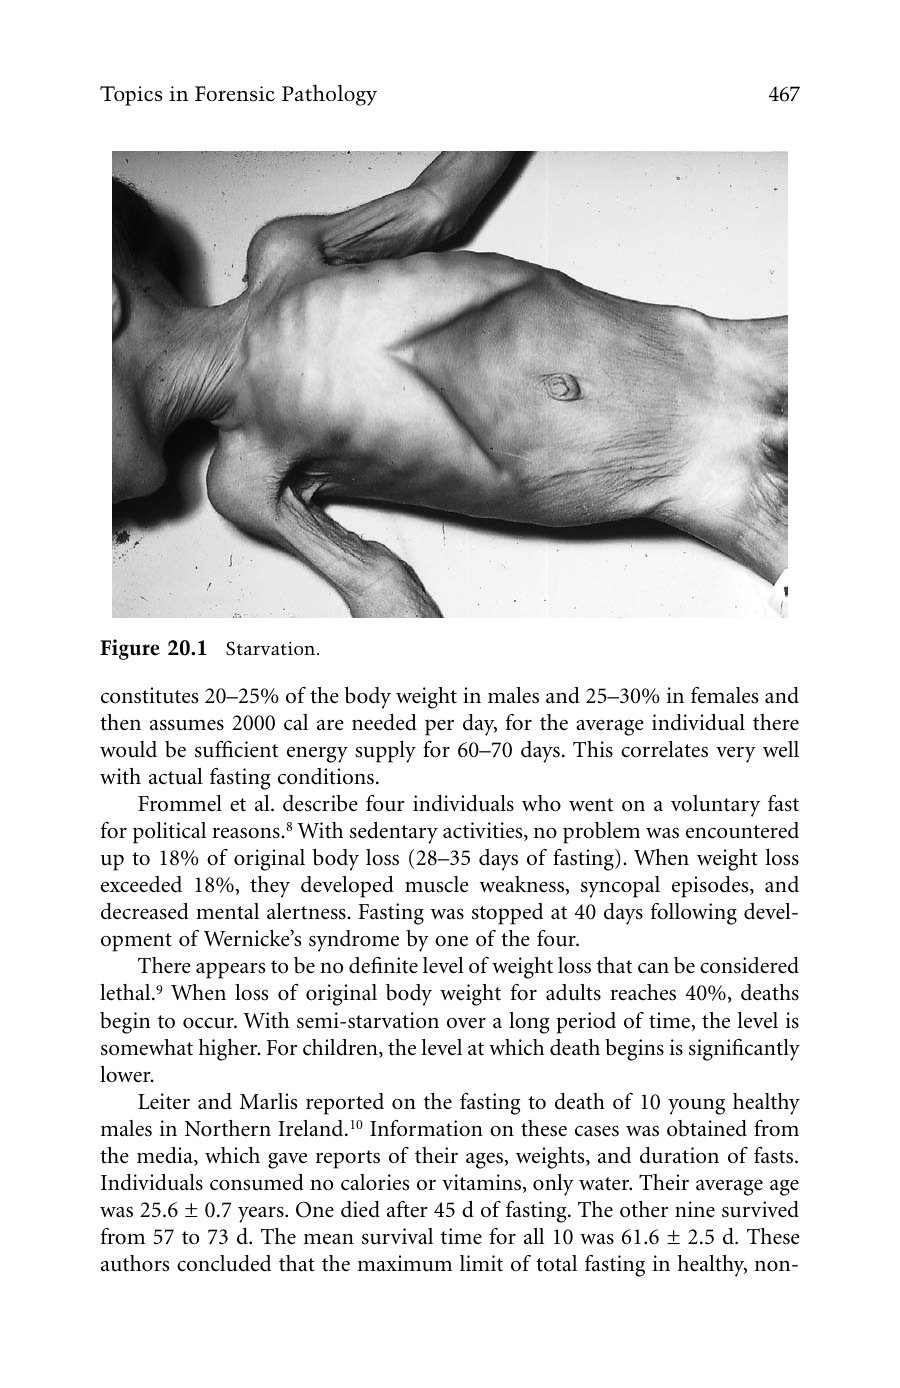 Topics in Forensic Pathology 467
Figure 20.1 Starvation.
constitutes 20–25% of the body weight in males and 25–30% in females and
then assumes 2000 cal are needed per day, for the average individual there
would be sufficient energy supply for 60–70 days. This correlates very well
with actual fasting conditions.
Frommel et al. describe four individuals who went on a voluntary fast
for political reasons.⁸ With sedentary activities, no problem was encountered
up to 18% of original body loss (28–35 days of fasting). When weight loss
exceeded 18%, they developed muscle weakness, syncopal episodes, and
decreased mental alertness. Fasting was stopped at 40 days following devel-
opment of Wernicke’s syndrome by one of the four.
There appears to be no definite level of weight loss that can be considered
lethal.⁹ When loss of original body weight for adults reaches 40%, deaths
begin to occur. With semi-starvation over a long period of time, the level is
somewhat higher. For children, the level at which death begins is significantly
lower.
Leiter and Marlis reported on the fasting to death of 10 young healthy
males in Northern Ireland.¹⁰ Information on these cases was obtained from
the media, which gave reports of their ages, weights, and duration of fasts.
Individuals consumed no calories or vitamins, only water. Their average age
was 25.6 ± 0.7 years. One died after 45 d of fasting. The other nine survived
from 57 to 73 d. The mean survival time for all 10 was 61.6 ± 2.5 d. These
authors concluded that the maximum limit of total fasting in healthy, non-